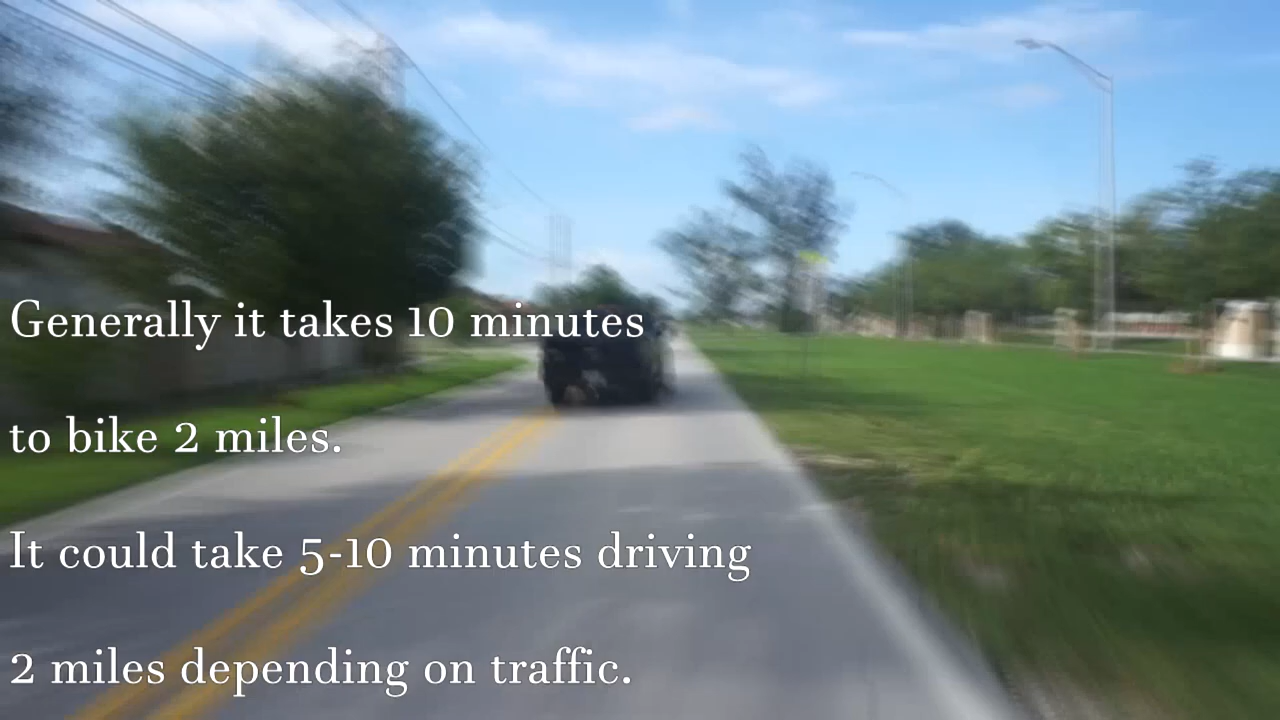 Generally it takes 10 minutes
to bike 2 miles.
It could take 5-10 minutes driving
2 miles depending on traffic.